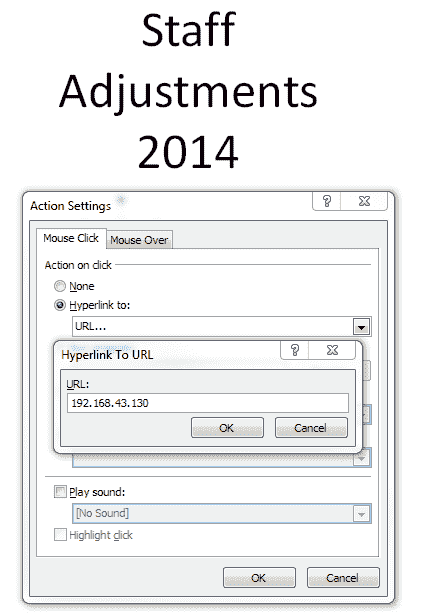 Staff
Adjustments
2014
Action Settings
Mouse Click Mouse Over
Action on click
None
Hyperlink to:
URL...
Hyperlink To URL
URL:
192.168.43.130
OK Cancel
Play sound:
[No Sound]
Highlight click
OK Cancel